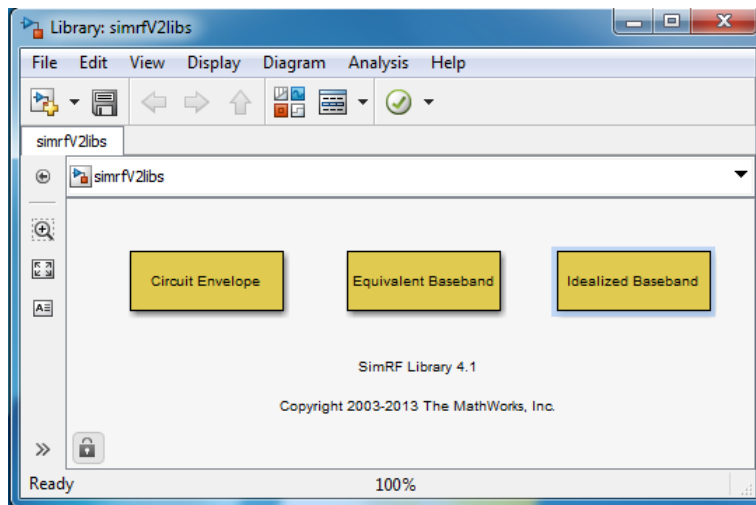 Library: simrfV2libs
File Edit View Display Diagram Analysis Help
simrfV2libs
simrfV2libs
Circuit Envelope Equivalent Baseband Idealized Baseband
SimRF Library 4.1
Copyright 2003-2013 The MathWorks, Inc.
Ready 100%